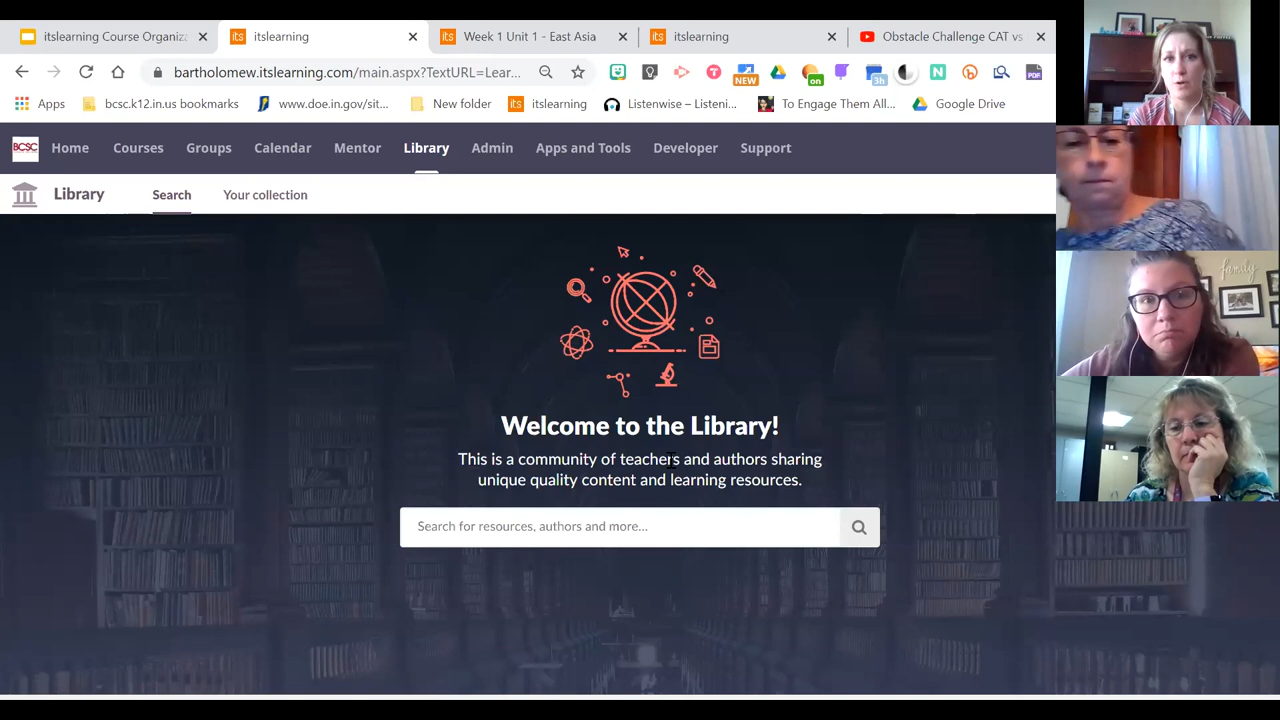 itslearning Course Organiz
itslearning
Week 1 Unit 1 - East Asia
itslearning
Obstacle Challenge CAT vs
bartholomew.itslearning.com/main.aspx?TextURL=Lear...
NEW
on
3h
PDF
Apps
bcsc.k12.in.us bookmarks
www.doe.in.gov/sit...
New folder
itslearning
Listenwise – Listeni...
To Engage Them All...
Google Drive
BCSC
Home
Courses
Groups
Calendar
Mentor
Library
Admin
Apps and Tools
Developer
Support
Library
Search
Your collection
Welcome to the Library!
This is a community of teachers and authors sharing
unique quality content and learning resources.
Search for resources, authors and more...
family